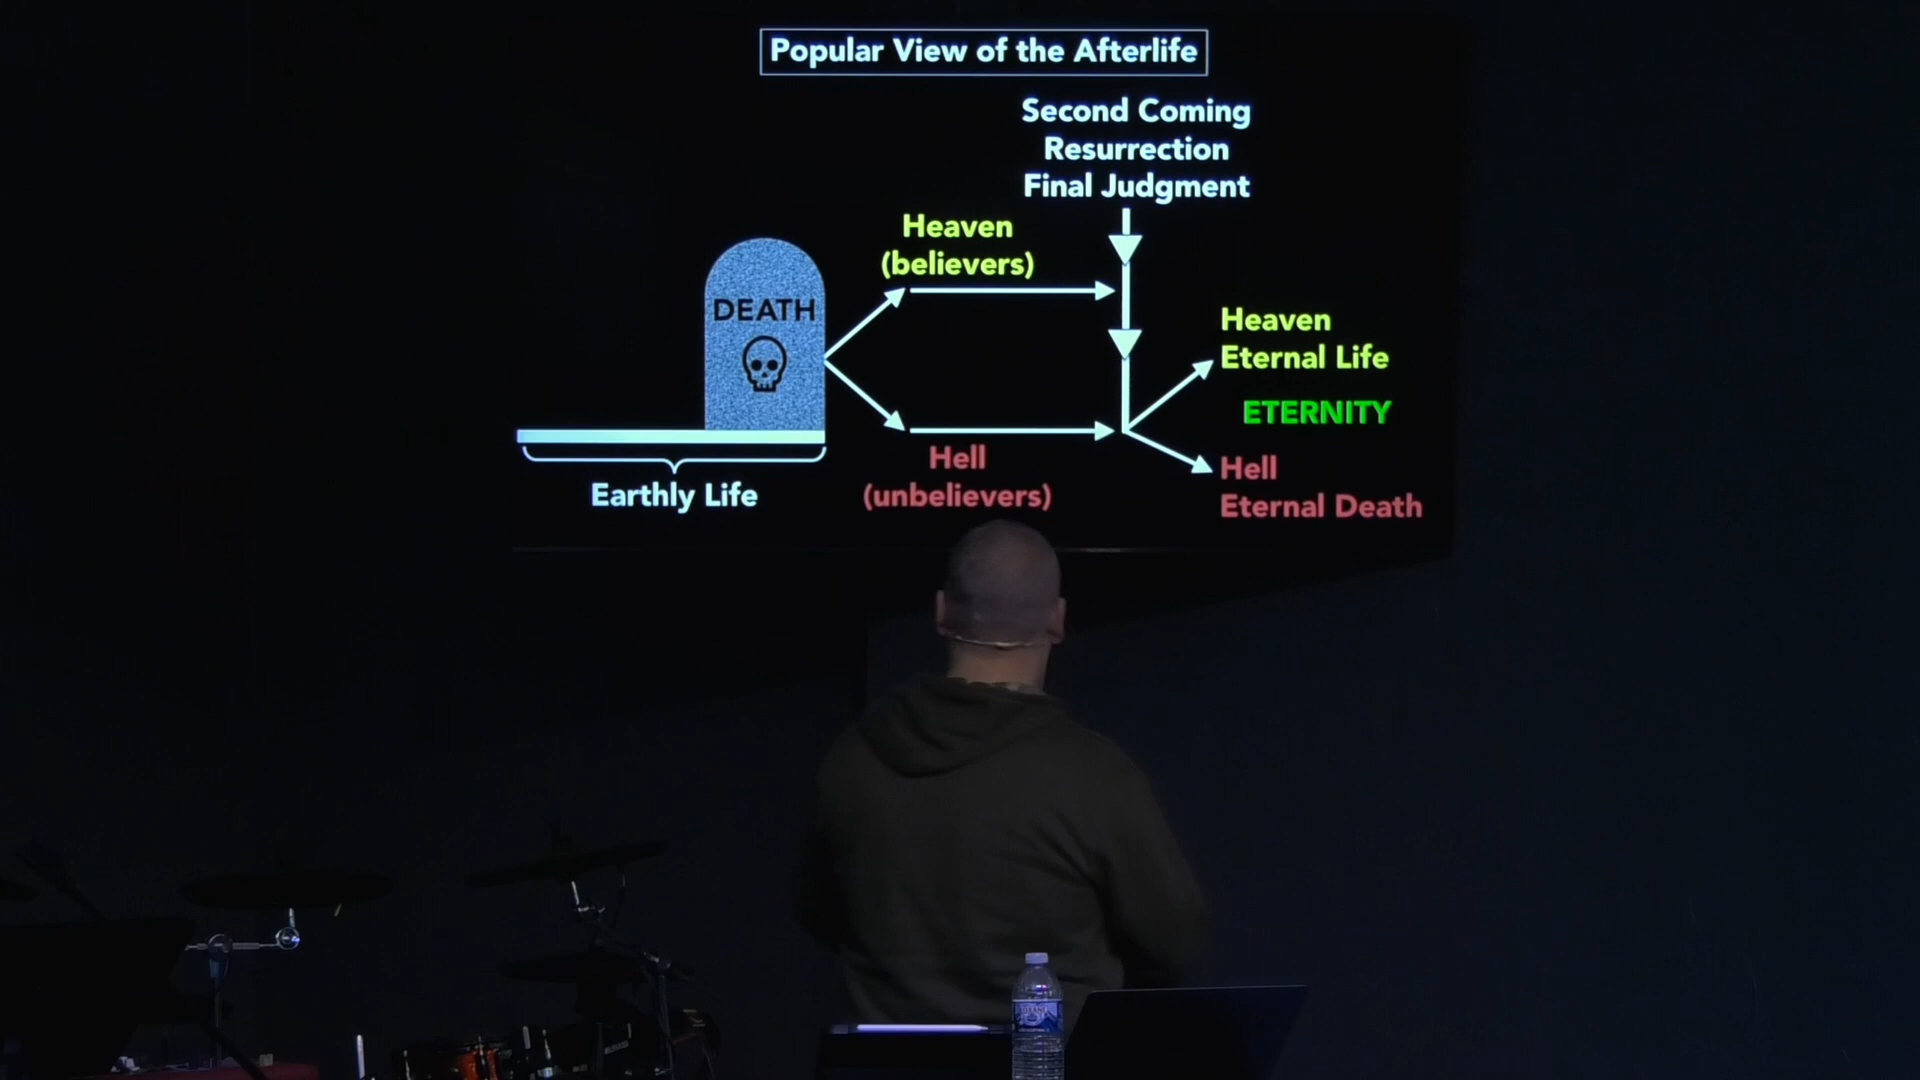 Popular View of the Afterlife
Second Coming
Resurrection
Final Judgment
Heaven
(believers)
DEATH
Heaven
Eternal Life
ETERNITY
Hell
(unbelievers)
Hell
Eternal Death
Earthly Life